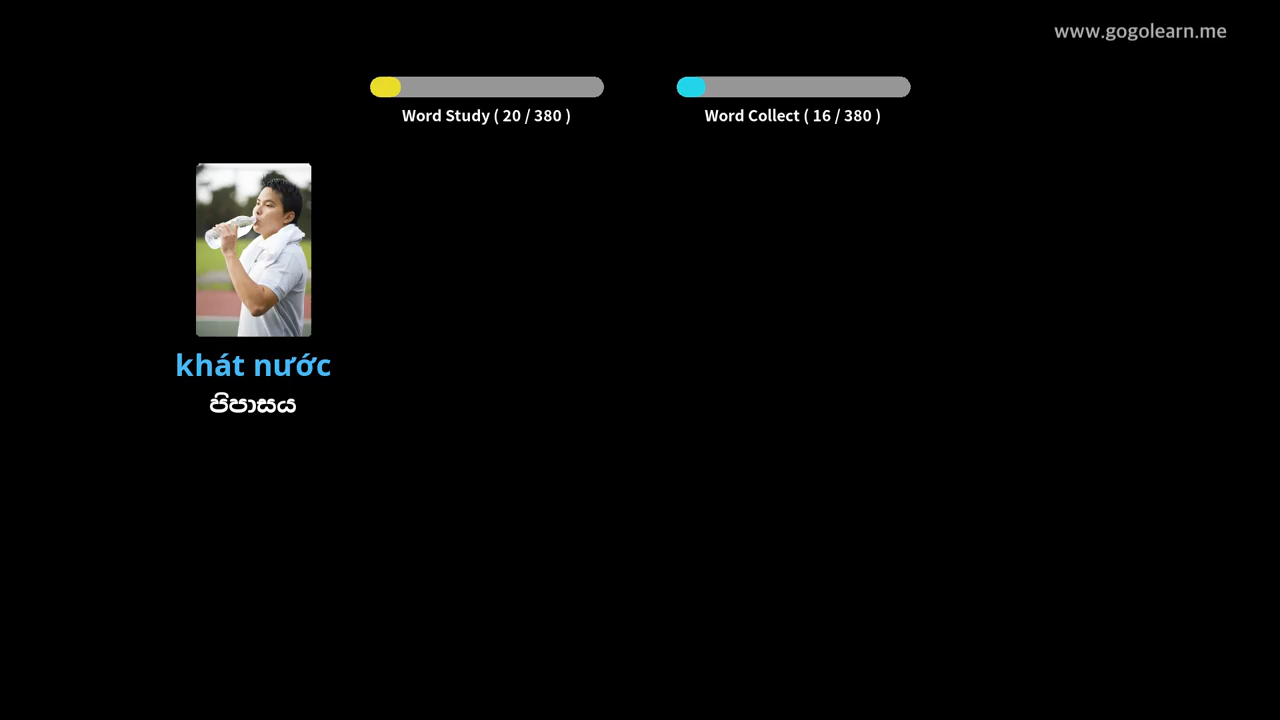 www.gogolearn.me
Word Study ( 20 / 380 )
Word Collect ( 16 / 380 )
khát nước
පිපාසය